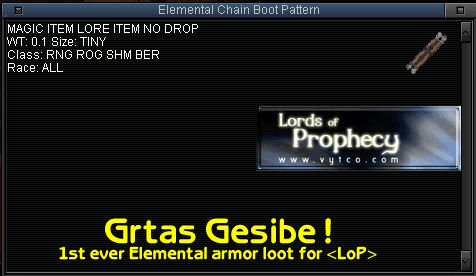 Elemental Chain Boot Pattern
MAGIC ITEM LORE ITEM NO DROP
WT: 0.1 Size: TINY
Class: RNG ROG SHM BER
Race: ALL
Lords of
Prophecy
www.vytco.com
Grtas Gesibe !
1st ever Elemental armor loot for <LoP>